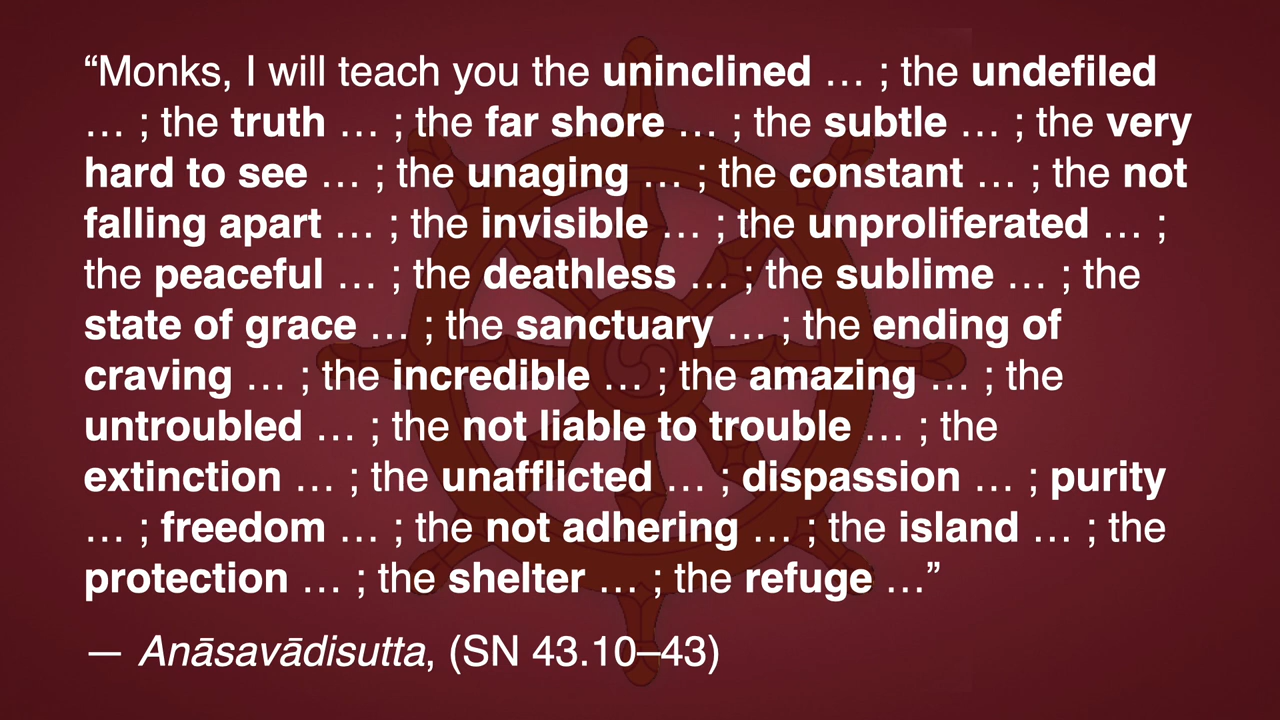 “Monks, I will teach you the uninclined … ; the undefiled
… ; the truth … ; the far shore … ; the subtle … ; the very
hard to see … ; the unaging … ; the constant … ; the not
falling apart … ; the invisible … ; the unproliferated … ;
the peaceful … ; the deathless … ; the sublime … ; the
state of grace … ; the sanctuary … ; the ending of
craving … ; the incredible … ; the amazing … ; the
untroubled … ; the not liable to trouble … ; the
extinction … ; the unafflicted … ; dispassion … ; purity
… ; freedom … ; the not adhering … ; the island … ; the
protection … ; the shelter … ; the refuge …”
— Anāsavādisutta, (SN 43.10–43)